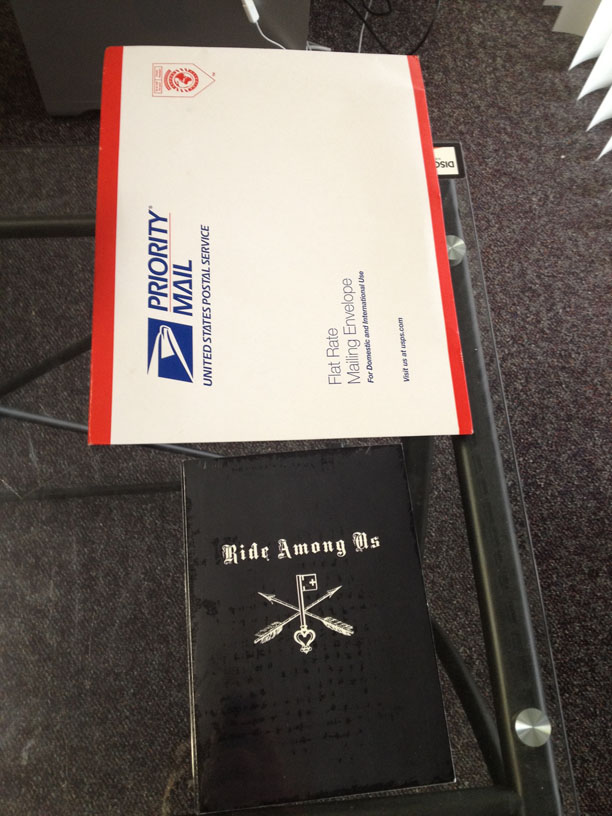 PRIORITY®
MAIL
UNITED STATES POSTAL SERVICE
Flat Rate
Mailing Envelope
For Domestic and International Use
Visit us at usps.com
DISC
Ride Among Us